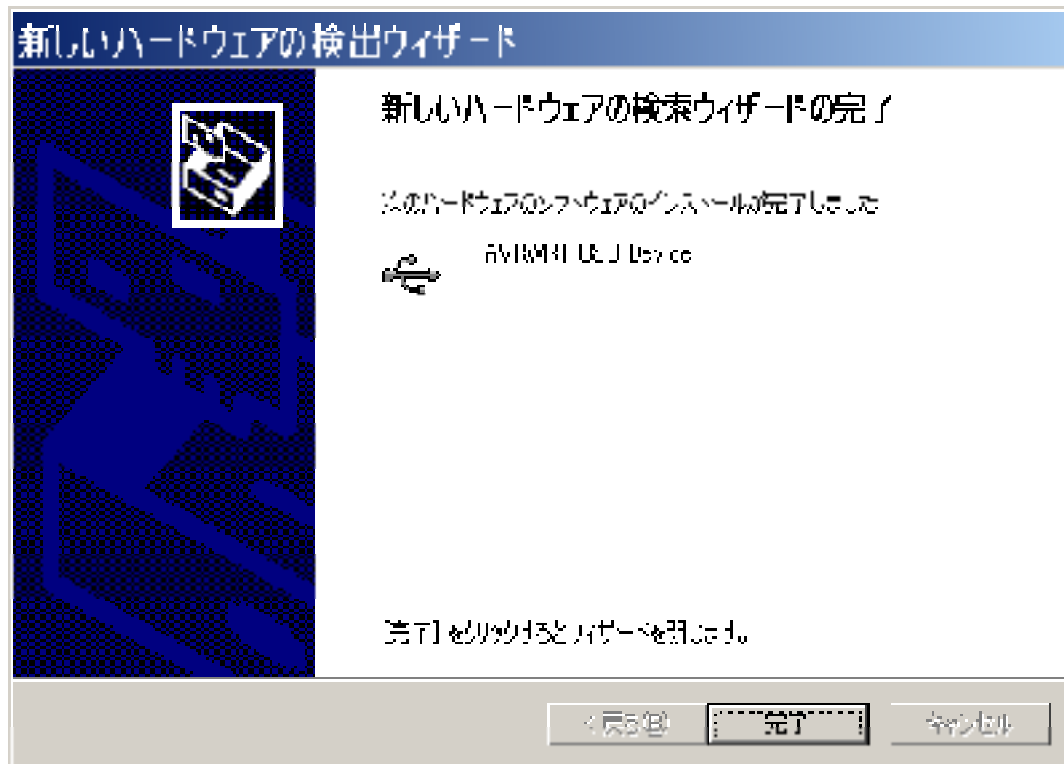 新しいハードウェアの検出ウィザード
新しいハードウェアの検索ウィザードの完了
次のハードウェアのソフトウェアのインストールが完了しました
Device
[完了] をクリックするとウィザードを閉じます。
< 戻る(B)
完了
キャンセル